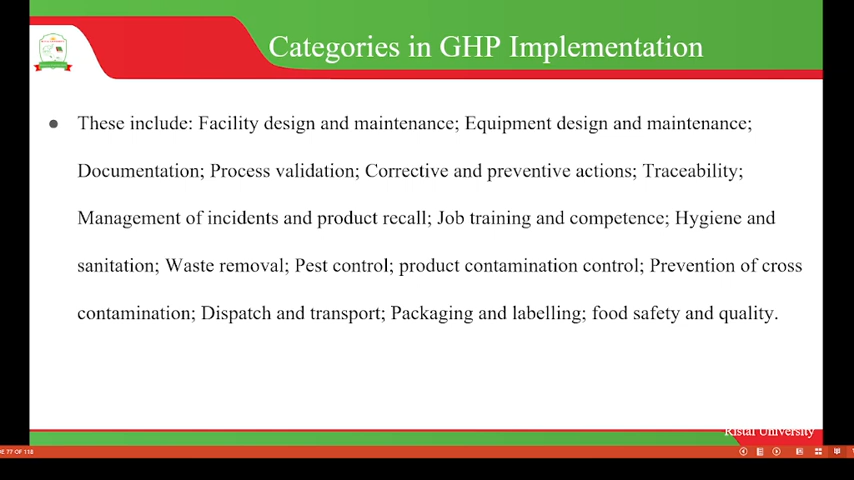 Categories in GHP Implementation
● These include: Facility design and maintenance; Equipment design and maintenance;
Documentation; Process validation; Corrective and preventive actions; Traceability;
Management of incidents and product recall; Job training and competence; Hygiene and
sanitation; Waste removal; Pest control; product contamination control; Prevention of cross
contamination; Dispatch and transport; Packaging and labelling; food safety and quality.
University
77 OF 118